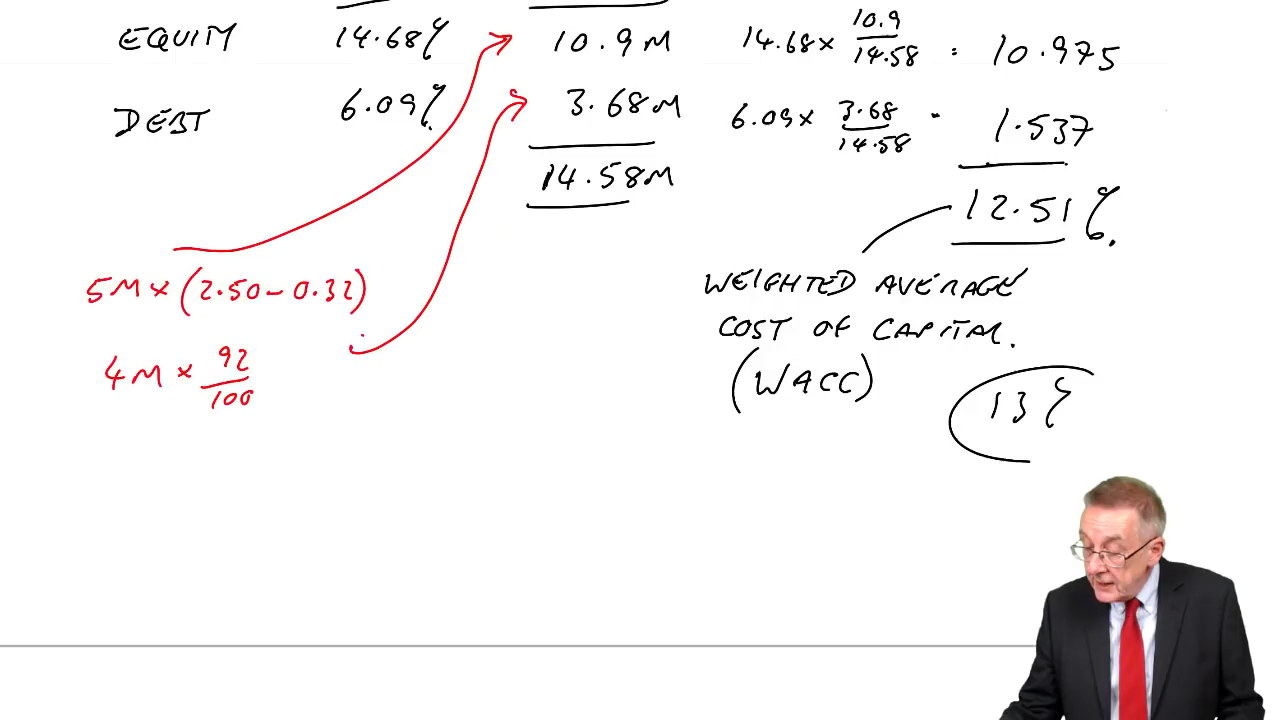 EQUITY 14.68% 10.9M 14.68 × 10.9/14.58 = 10.975
DEBT 6.09% 3.68M 6.09 × 3.68/14.58 = 1.537
14.58M 12.51%
5M × (2.50 - 0.32) WEIGHTED AVERAGE
COST OF CAPITAL.
4M × 92/100 (WACC) 13%